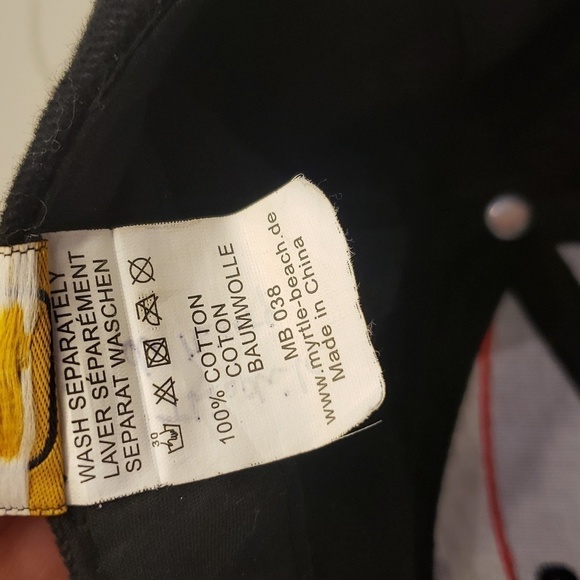 WASH SEPARATELY
LAVER SÉPARÉMENT
SEPARAT WASCHEN
30
100% COTTON
COTON
BAUMWOLLE
MB 038
www.myrtle-beach.de
Made in China